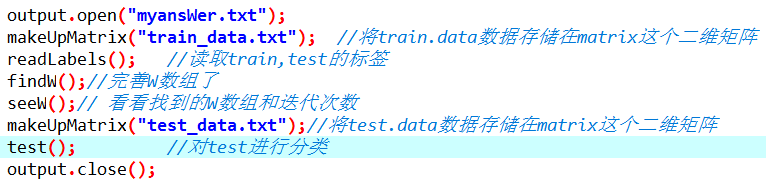 output.open("myansWer.txt");
makeUpMatrix("train_data.txt");  //将train.data数据存储在matrix这个二维矩阵
readLabels();   //读取train,test的标签
findW();//完善W数组了
seeW();// 看看找到的W数组和迭代次数
makeUpMatrix("test_data.txt");//将test.data数据存储在matrix这个二维矩阵
test();         //对test进行分类
output.close();